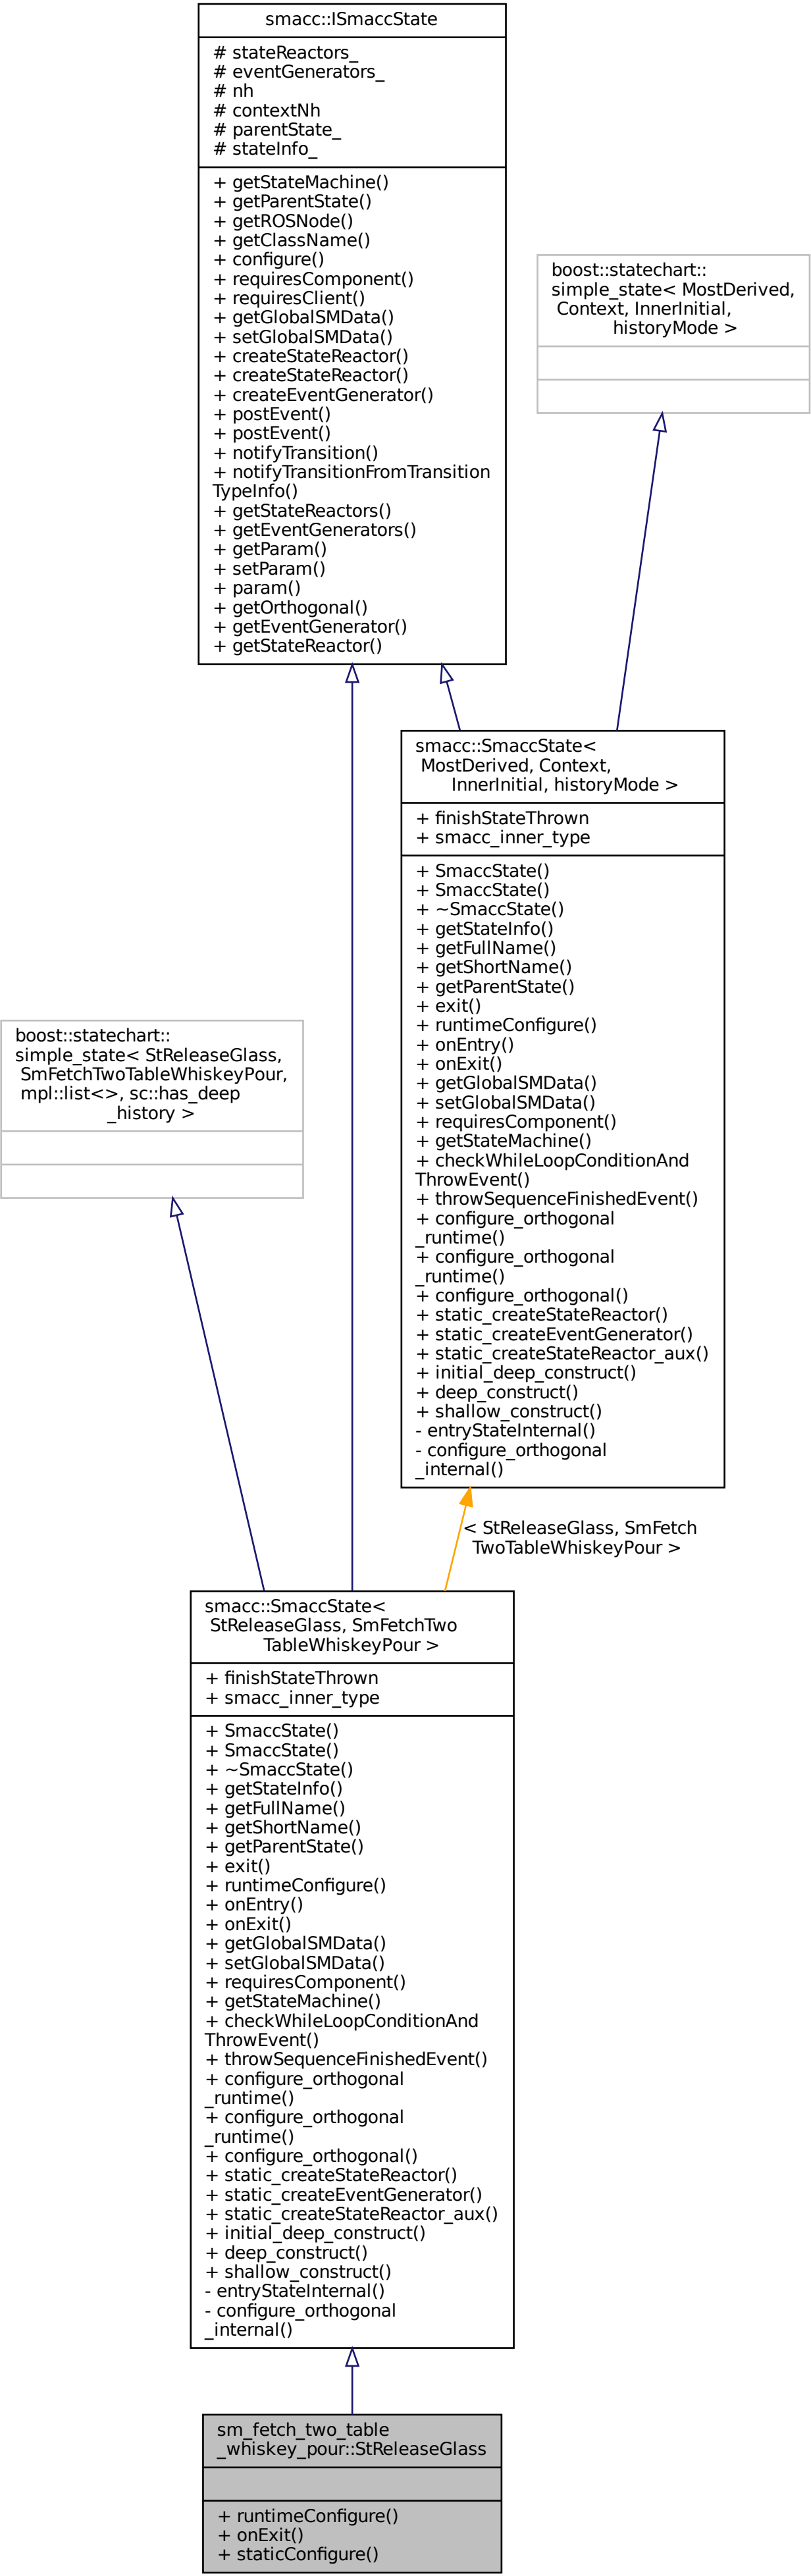 smacc::ISmaccState
# stateReactors_
# eventGenerators_
# nh
# contextNh
# parentState_
# stateInfo_
+ getStateMachine()
+ getParentState()
+ getROSNode()
+ getClassName()
+ configure()
+ requiresComponent()
+ requiresClient()
+ getGlobalSMData()
+ setGlobalSMData()
+ createStateReactor()
+ createStateReactor()
+ createEventGenerator()
+ postEvent()
+ postEvent()
+ notifyTransition()
+ notifyTransitionFromTransition
TypeInfo()
+ getStateReactors()
+ getEventGenerators()
+ getParam()
+ setParam()
+ param()
+ getOrthogonal()
+ getEventGenerator()
+ getStateReactor()
boost::statechart::
simple_state< MostDerived,
Context, InnerInitial,
historyMode >
smacc::SmaccState<
MostDerived, Context,
InnerInitial, historyMode >
+ finishStateThrown
+ smacc_inner_type
+ SmaccState()
+ SmaccState()
+ ~SmaccState()
+ getStateInfo()
+ getFullName()
+ getShortName()
+ getParentState()
+ exit()
+ runtimeConfigure()
+ onEntry()
+ onExit()
+ getGlobalSMData()
+ setGlobalSMData()
+ requiresComponent()
+ getStateMachine()
+ checkWhileLoopConditionAnd
ThrowEvent()
+ throwSequenceFinishedEvent()
+ configure_orthogonal
_runtime()
+ configure_orthogonal
_runtime()
+ configure_orthogonal()
+ static_createStateReactor()
+ static_createEventGenerator()
+ static_createStateReactor_aux()
+ initial_deep_construct()
+ deep_construct()
+ shallow_construct()
- entryStateInternal()
- configure_orthogonal
_internal()
boost::statechart::
simple_state< StReleaseGlass,
SmFetchTwoTableWhiskeyPour,
mpl::list<>, sc::has_deep
_history >
< StReleaseGlass, SmFetch
TwoTableWhiskeyPour >
smacc::SmaccState<
StReleaseGlass, SmFetchTwo
TableWhiskeyPour >
+ finishStateThrown
+ smacc_inner_type
+ SmaccState()
+ SmaccState()
+ ~SmaccState()
+ getStateInfo()
+ getFullName()
+ getShortName()
+ getParentState()
+ exit()
+ runtimeConfigure()
+ onEntry()
+ onExit()
+ getGlobalSMData()
+ setGlobalSMData()
+ requiresComponent()
+ getStateMachine()
+ checkWhileLoopConditionAnd
ThrowEvent()
+ throwSequenceFinishedEvent()
+ configure_orthogonal
_runtime()
+ configure_orthogonal
_runtime()
+ configure_orthogonal()
+ static_createStateReactor()
+ static_createEventGenerator()
+ static_createStateReactor_aux()
+ initial_deep_construct()
+ deep_construct()
+ shallow_construct()
- entryStateInternal()
- configure_orthogonal
_internal()
sm_fetch_two_table
_whiskey_pour::StReleaseGlass
+ runtimeConfigure()
+ onExit()
+ staticConfigure()